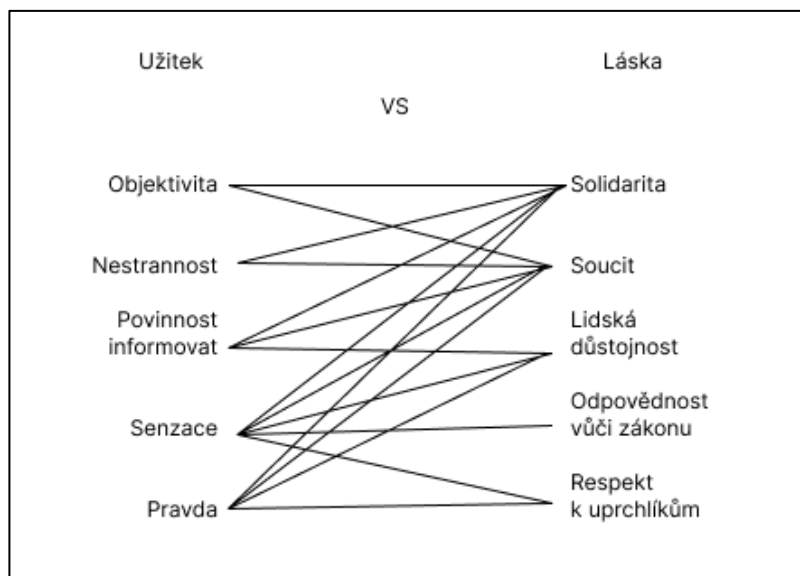 Užitek
Láska
VS
Objektivita
Solidarita
Nestrannost
Soucit
Povinnost
informovat
Lidská
důstojnost
Senzace
Odpovědnost
vůči zákonu
Pravda
Respekt
k uprchlíkům